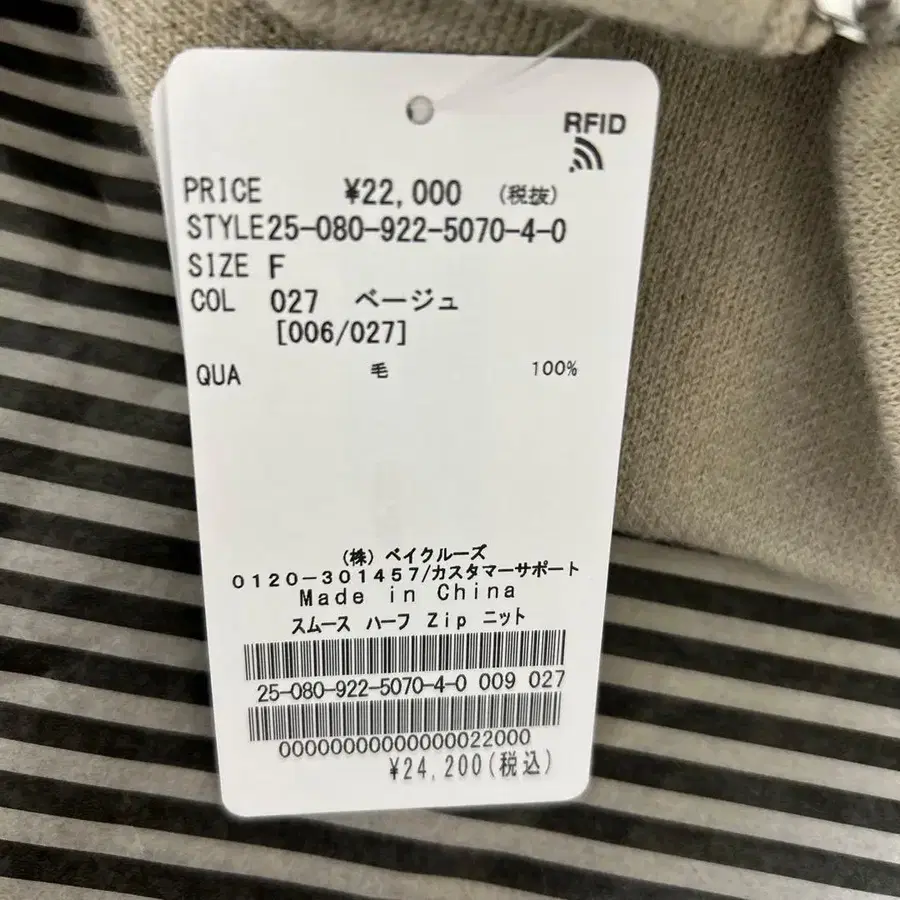 RFID
PRICE ¥22,000 (税抜)
STYLE25-080-922-5070-4-0
SIZE F
COL 027 ベージュ
[006/027]
QUA 毛 100%
(株) ベイクルーズ
0120-301457/カスタマーサポート
Made in China
スムース ハーフ Zip ニット
25-080-922-5070-4-0 009 027
00000000000000022000
¥24,200(税込)